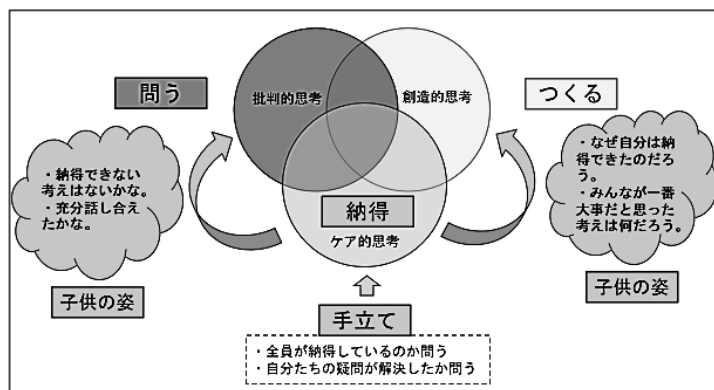 問う
批判的思考
創造的思考
つくる
・納得できない
考えはないかな。
・充分話し合え
たかな。
・なぜ自分は納
得できたのだろ
う。
・みんなが一番
大事だと思った
考えは何だろう。
納得
ケア的思考
子供の姿
子供の姿
手立て
・全員が納得しているのか問う
・自分たちの疑問が解決したか問う